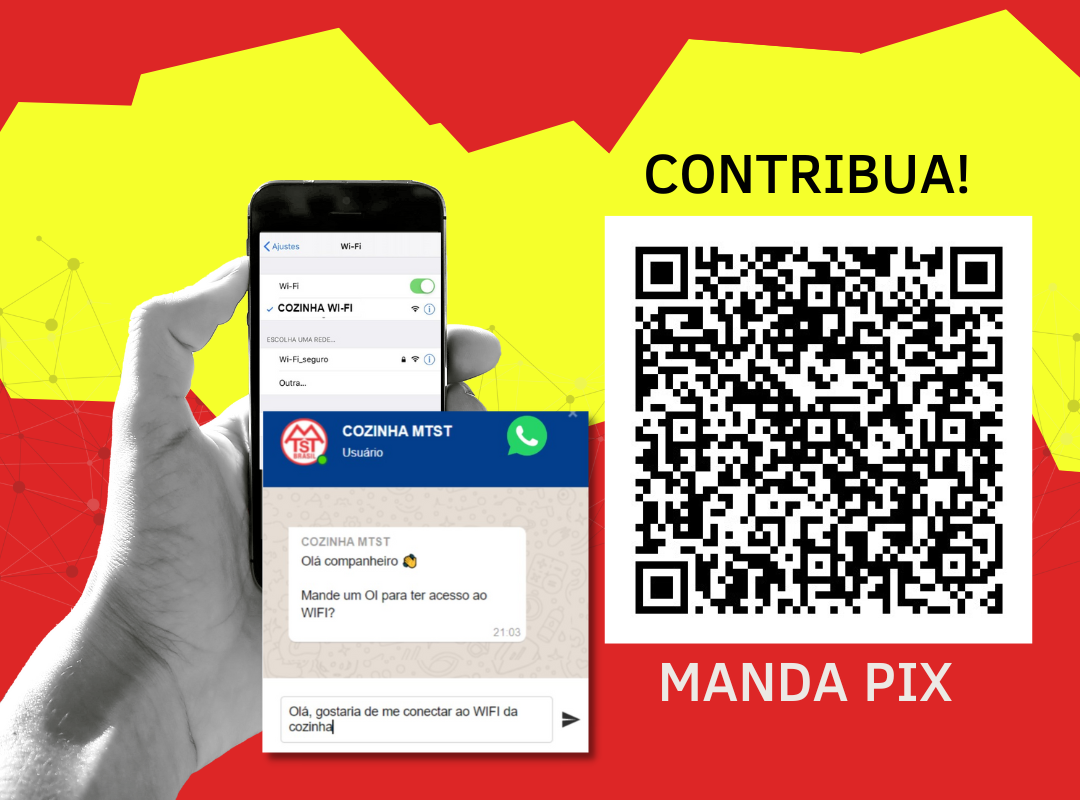 CONTRIBUA!
Ajustes
Wi-Fi
Wi-Fi
COZINHA WI-FI
ESCOLHA UMA REDE...
Wi-Fi_seguro
Outra...
MTST
BRASIL
COZINHA MTST
Usuário
COZINHA MTST
Olá companheiro
Mande um OI para ter acesso ao
WIFI?
21:03
Olá, gostaria de me conectar ao WIFI da
cozinha
MANDA PIX